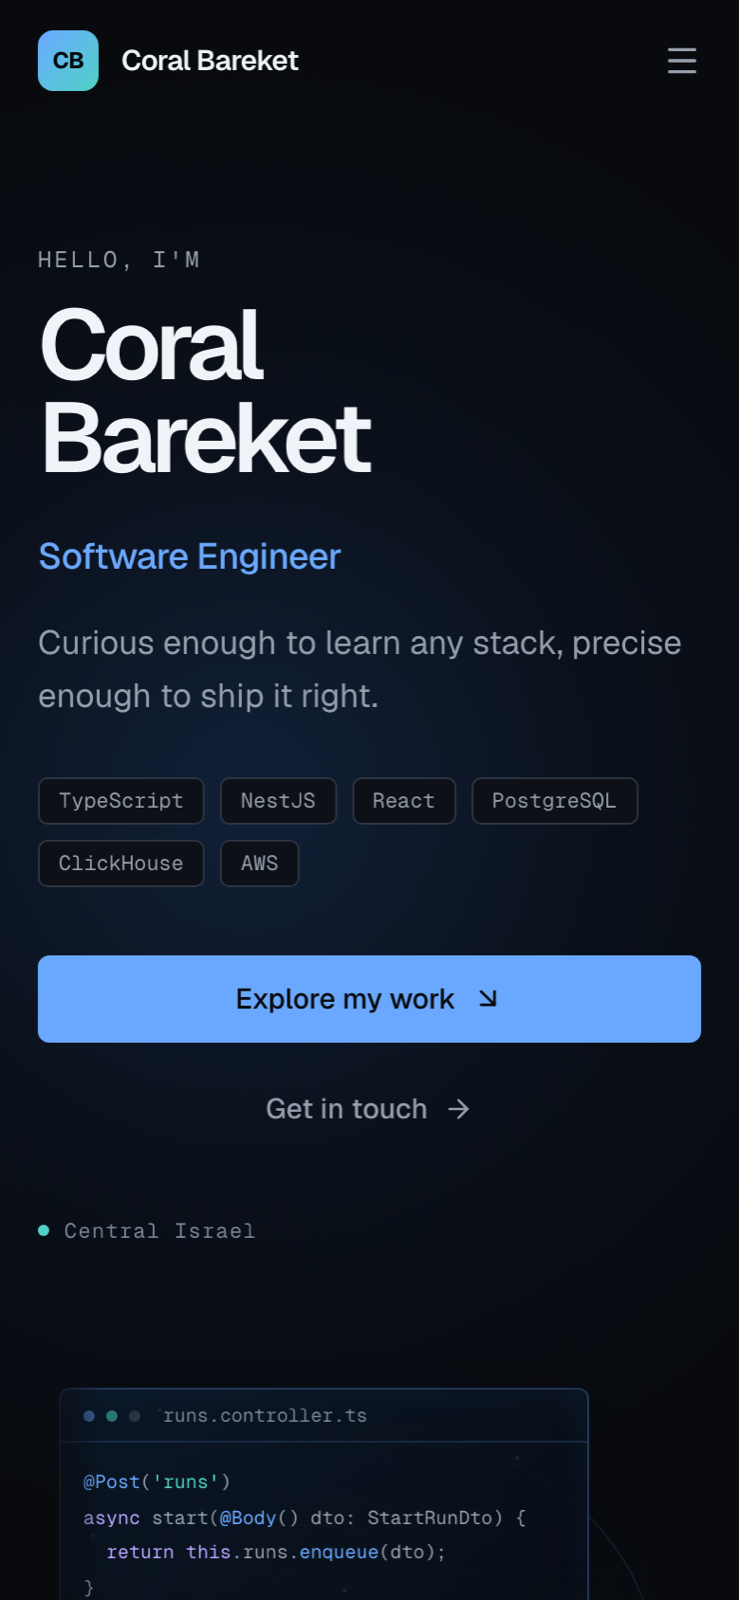 CB
Coral Bareket
HELLO, I'M
Coral
Bareket
Software Engineer
Curious enough to learn any stack, precise
enough to ship it right.
TypeScript NestJS React PostgreSQL
ClickHouse AWS
Explore my work ↘
Get in touch →
Central Israel
runs.controller.ts
@Post('runs')
async start(@Body() dto: StartRunDto) {
return this.runs.enqueue(dto);
}